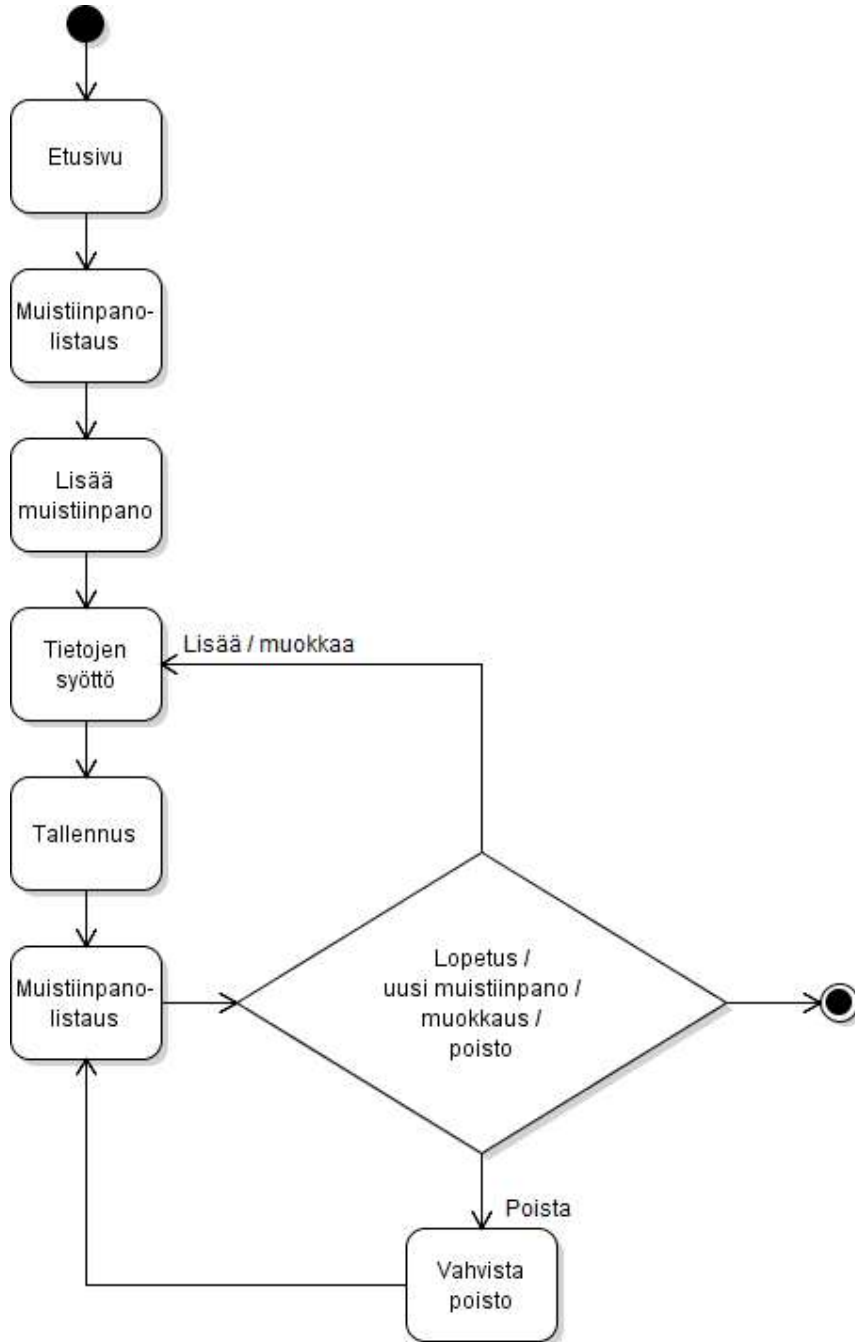 Etusivu
Muistiinpano-
listaus
Lisää
muistiinpano
Tietojen
syöttö
Lisää / muokkaa
Tallennus
Muistiinpano-
listaus
Lopetus /
uusi muistiinpano /
muokkaus /
poisto
Poista
Vahvista
poisto